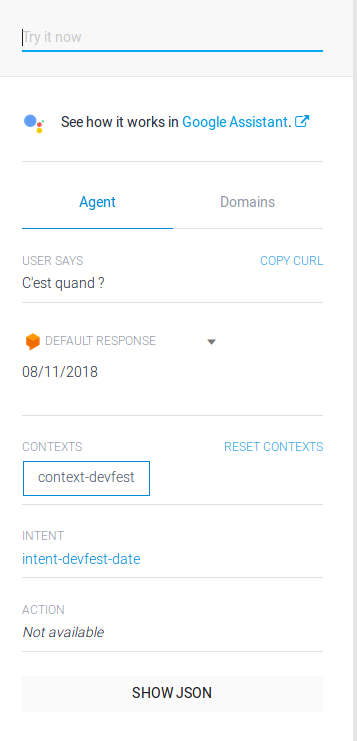 Try it now
See how it works in Google Assistant.
Agent Domains
USER SAYS COPY CURL
C'est quand ?
DEFAULT RESPONSE
08/11/2018
CONTEXTS RESET CONTEXTS
context-devfest
INTENT
intent-devfest-date
ACTION
Not available
SHOW JSON